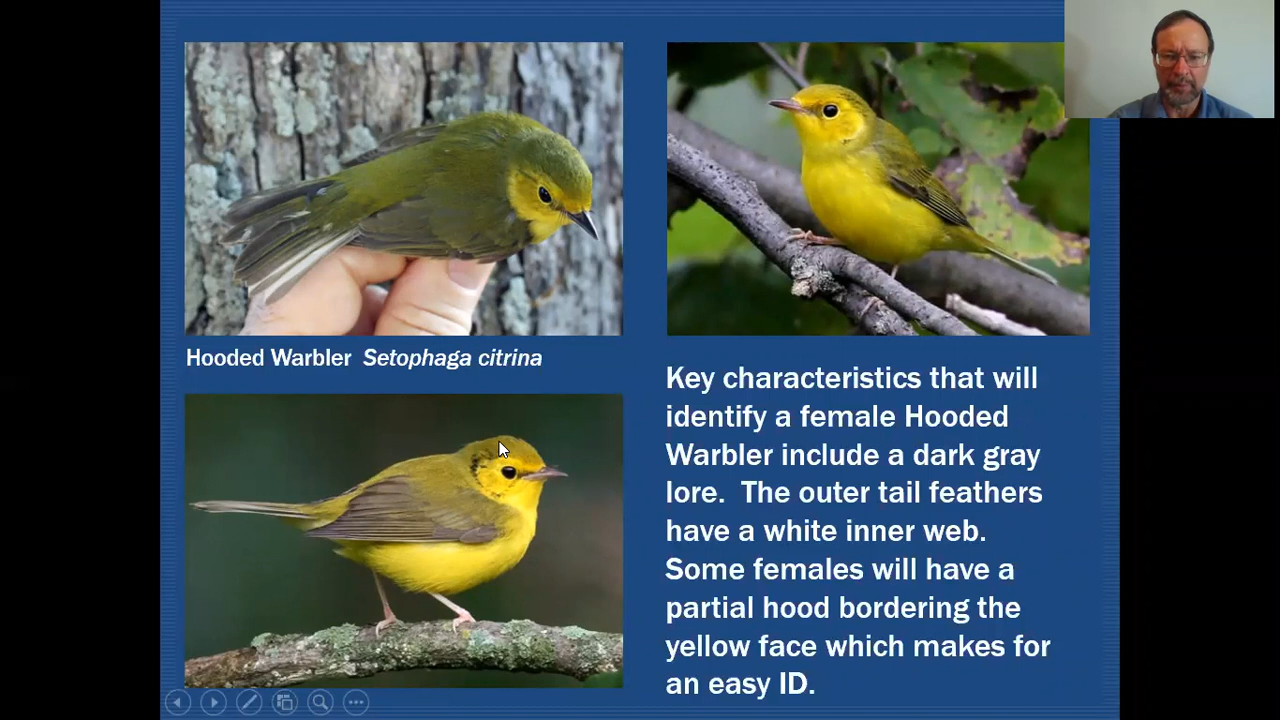 Hooded Warbler Setophaga citrina
Key characteristics that will
identify a female Hooded
Warbler include a dark gray
lore. The outer tail feathers
have a white inner web.
Some females will have a
partial hood bordering the
yellow face which makes for
an easy ID.